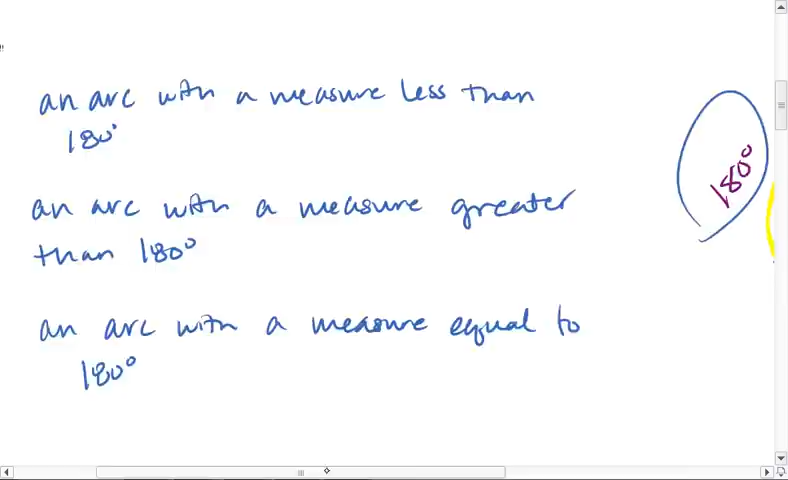 an arc with a measure less than
180°
180°
an arc with a measure greater
than 180°
an arc with a measure equal to
180°